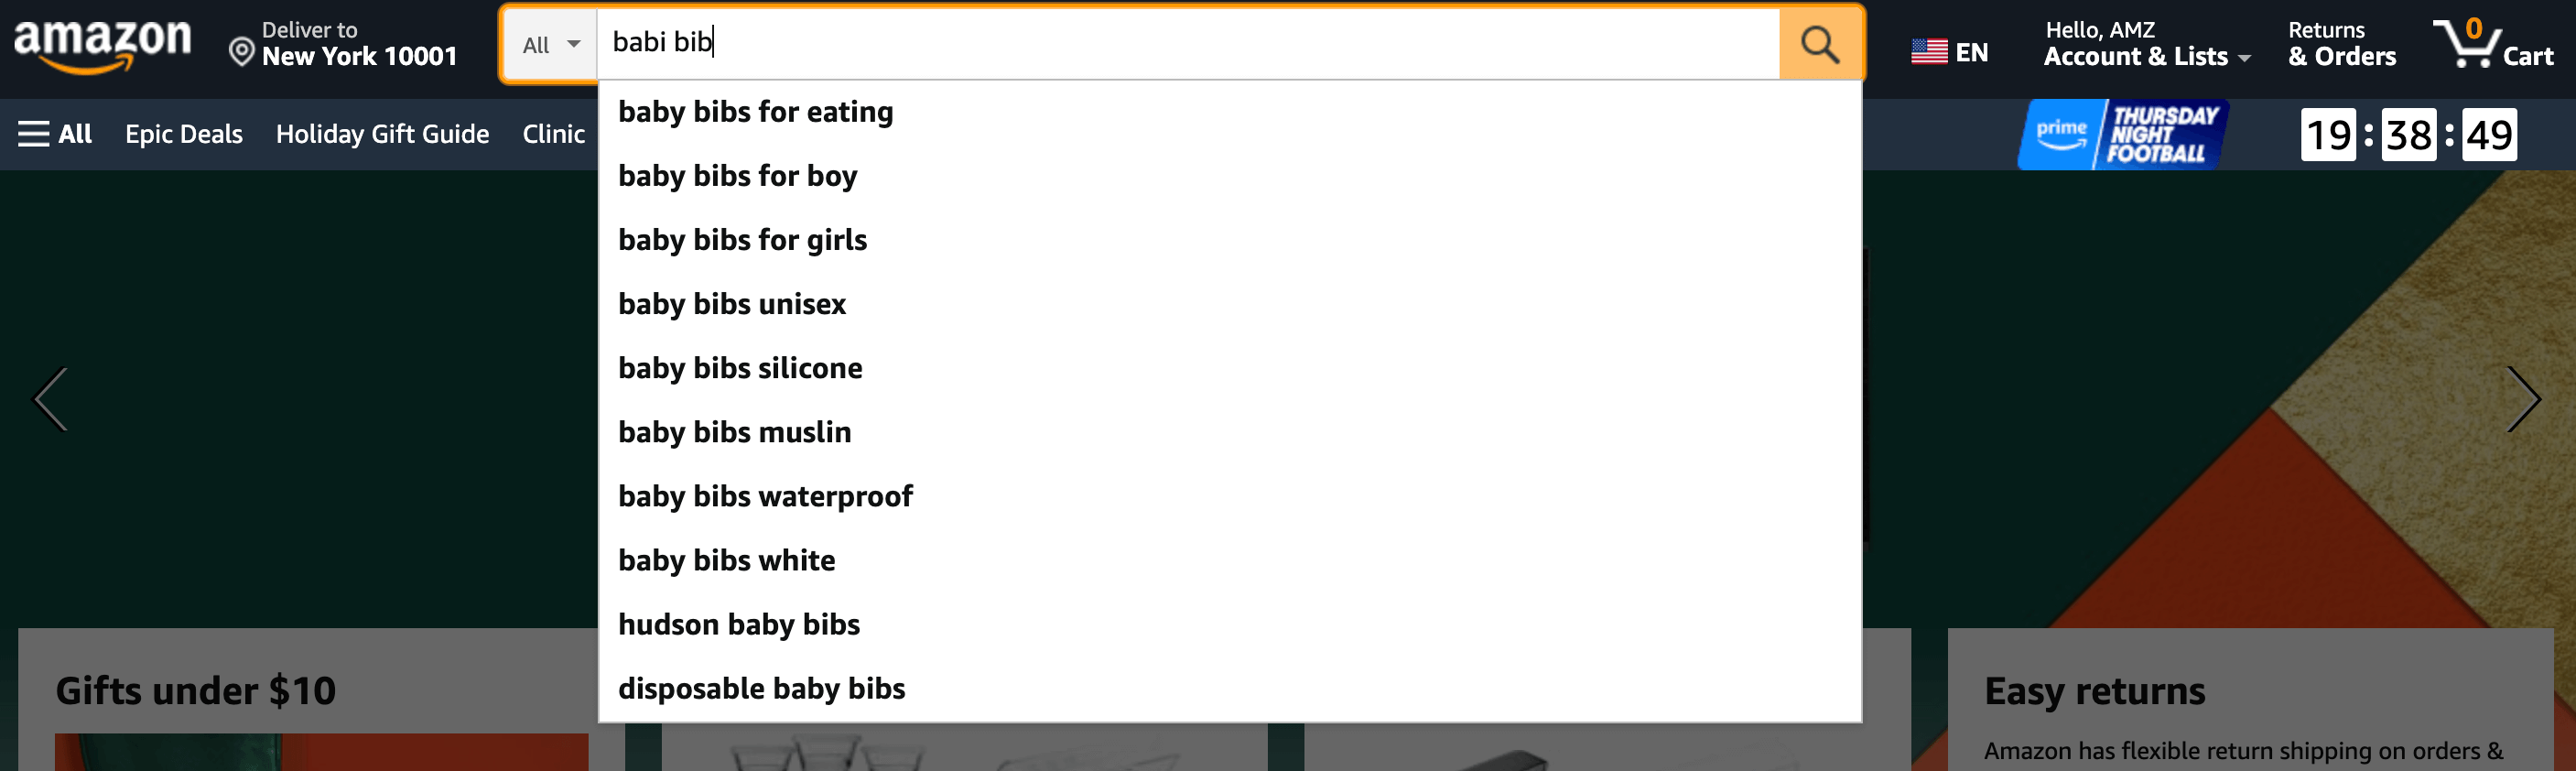 amazon
Deliver to
New York 10001
All
babi bib
EN
Hello, AMZ
Account & Lists
Returns
& Orders
0
Cart
All
Epic Deals
Holiday Gift Guide
Clinic
prime
THURSDAY
NIGHT
FOOTBALL
19 : 38 : 49
baby bibs for eating
baby bibs for boy
baby bibs for girls
baby bibs unisex
baby bibs silicone
baby bibs muslin
baby bibs waterproof
baby bibs white
hudson baby bibs
disposable baby bibs
Gifts under $10
Easy returns
Amazon has flexible return shipping on orders &